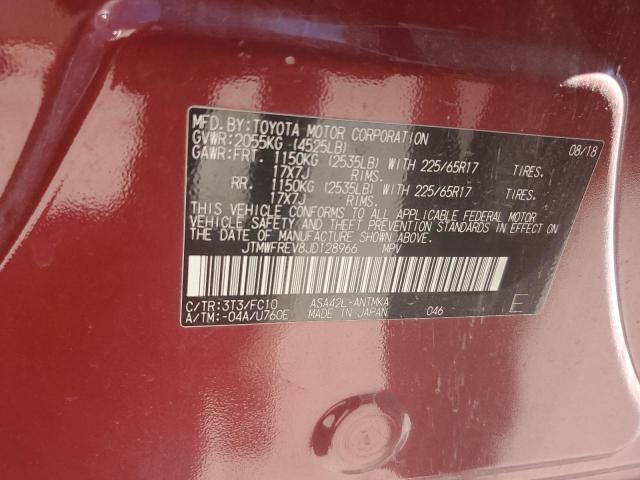 MFD. BY: TOYOTA MOTOR CORPORATION 08/18
GVWR: 2055KG (4525LB)
GAWR: FRT. 1150KG (2535LB) WITH 225/65R17 TIRES.
17X7J RIMS.
RR. 1150KG (2535LB) WITH 225/65R17 TIRES.
17X7J RIMS.
THIS VEHICLE CONFORMS TO ALL APPLICABLE FEDERAL MOTOR
VEHICLE SAFETY AND THEFT PREVENTION STANDARDS IN EFFECT ON
THE DATE OF MANUFACTURE SHOWN ABOVE.
JTMWFREV8JD128966 MPV
C/TR: 3T3/FC10 ASA42L-ANTMKA
A/TM: -04A/U760E MADE IN JAPAN 046 E